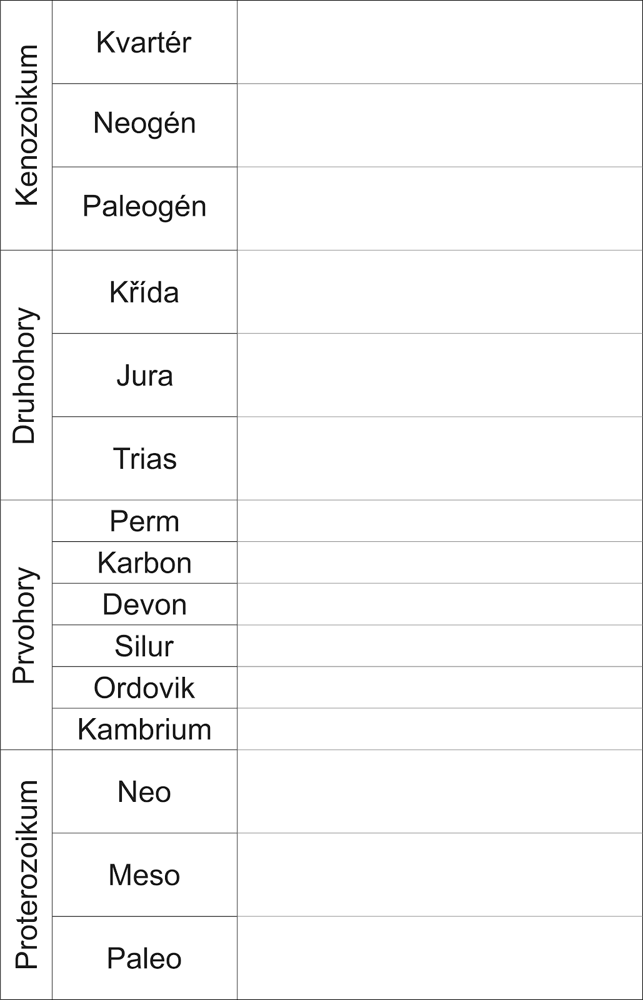 Kenozoikum
Kvartér
Neogén
Paleogén
Druhohory
Křída
Jura
Trias
Prvohory
Perm
Karbon
Devon
Silur
Ordovik
Kambrium
Proterozoikum
Neo
Meso
Paleo